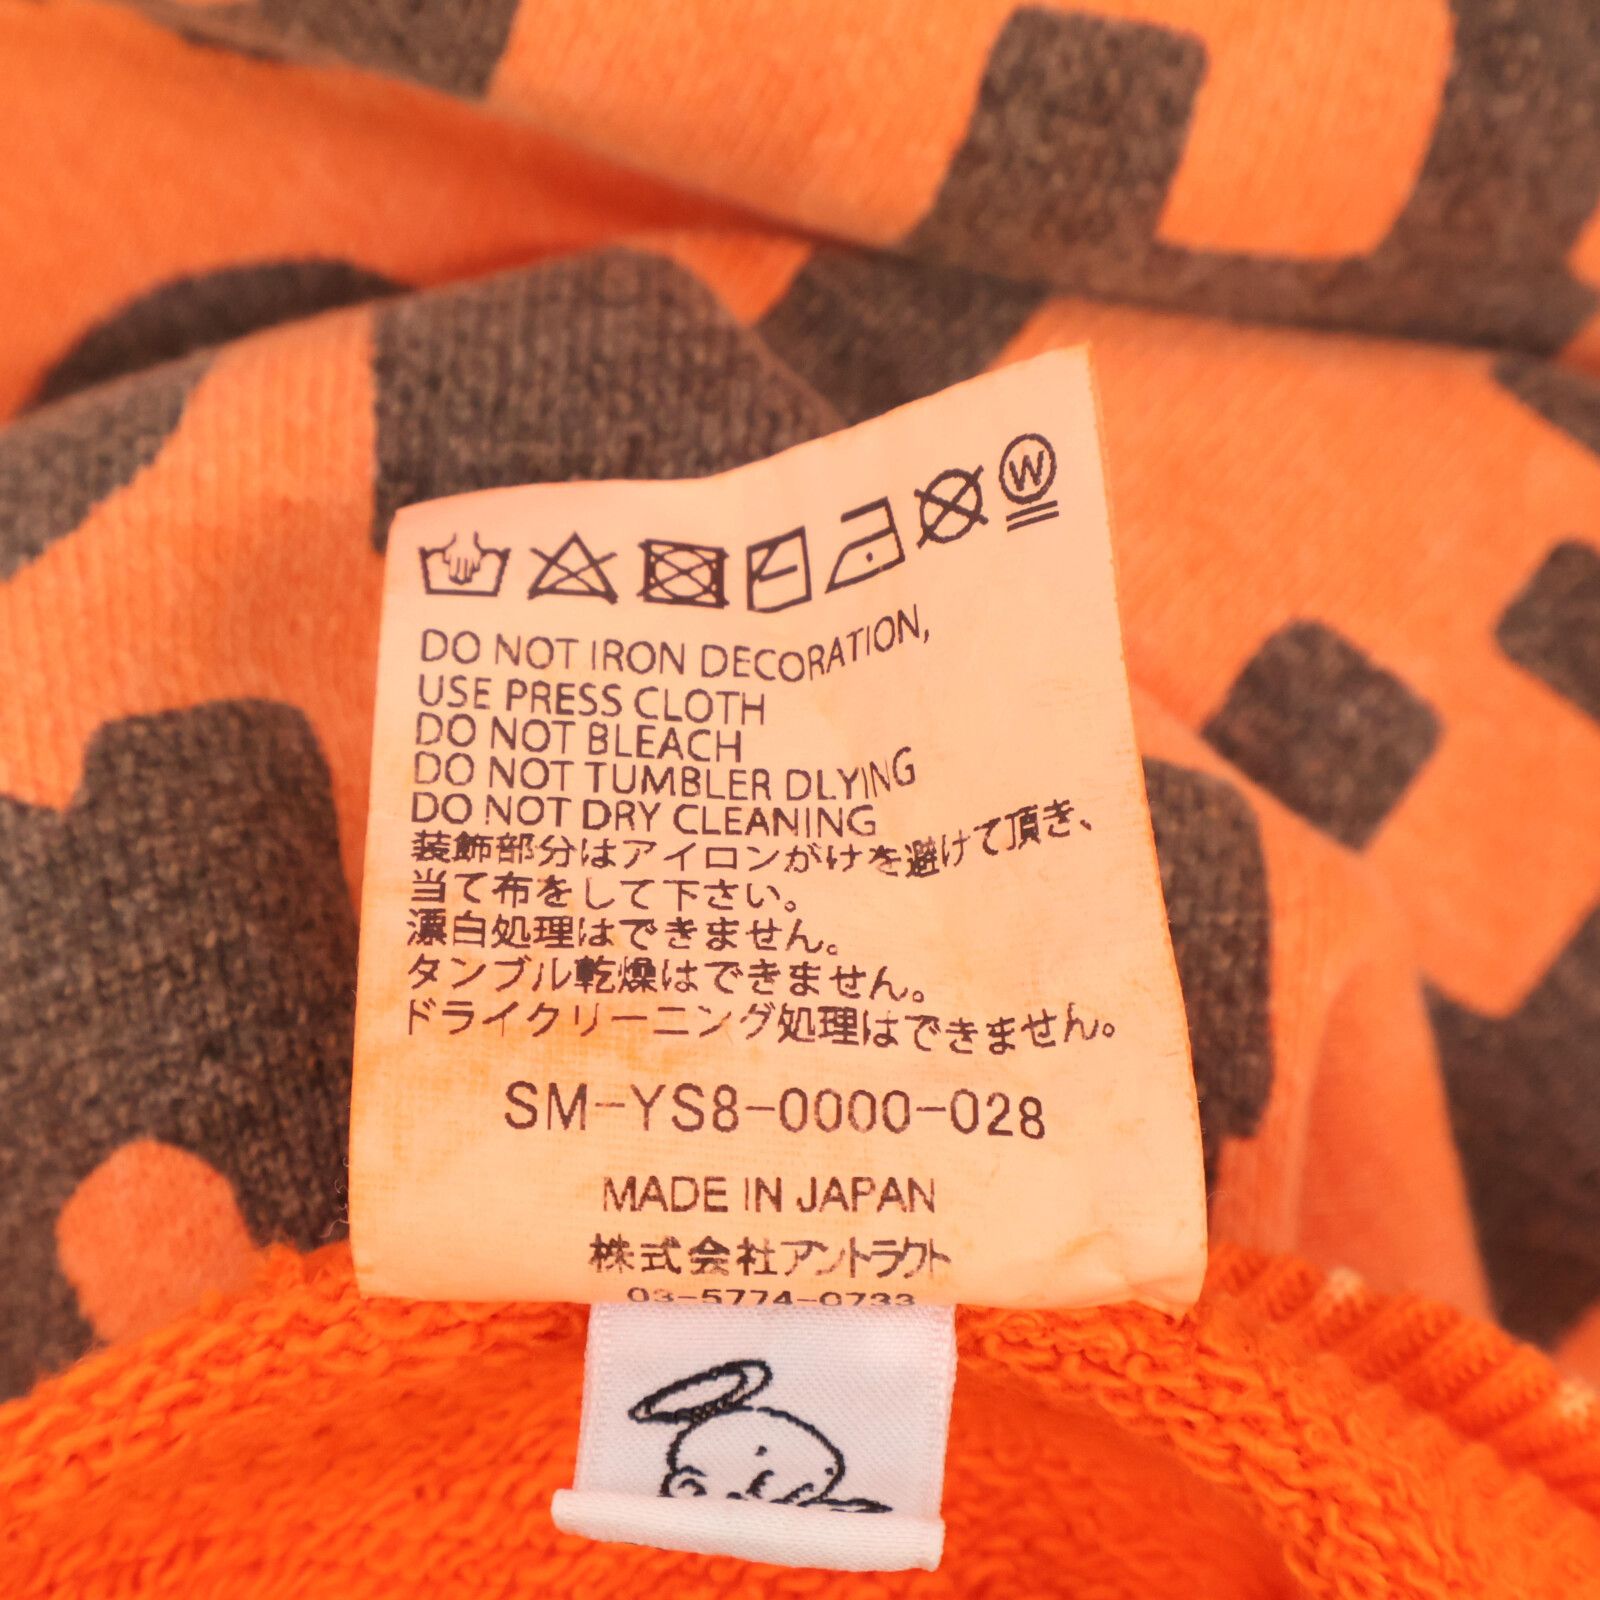 W
DO NOT IRON DECORATION,
USE PRESS CLOTH
DO NOT BLEACH
DO NOT TUMBLER DLYING
DO NOT DRY CLEANING
装飾部分はアイロンがけを避けて頂き、
当て布をして下さい。
漂白処理はできません。
タンブル乾燥はできません。
ドライクリーニング処理はできません。
SM-YS8-0000-028
MADE IN JAPAN
株式会社アントラクト
03-5774-0733